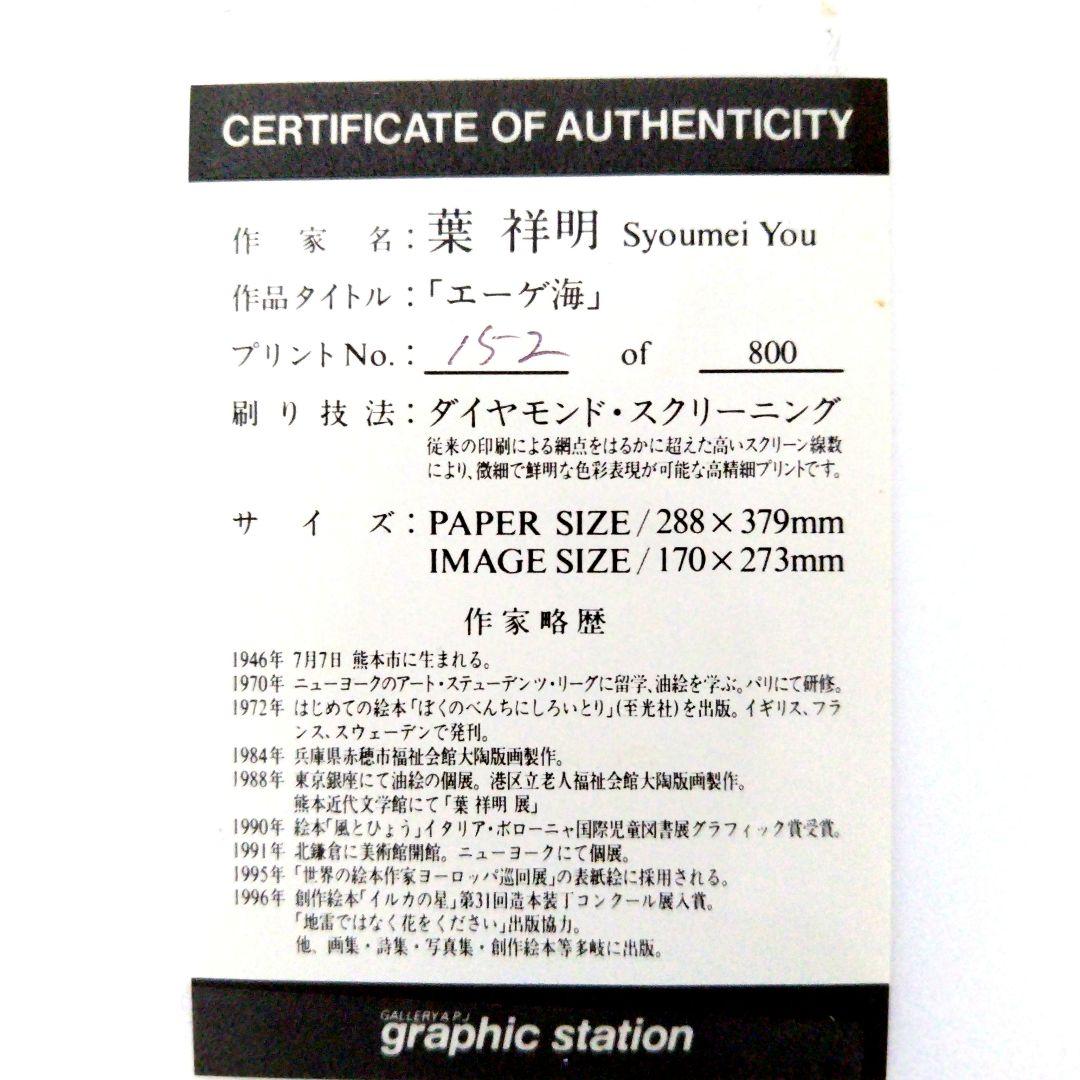 CERTIFICATE OF AUTHENTICITY
作家名：葉 祥明 Syoumei You
作品タイトル：「エーゲ海」
プリントNo.：152 of 800
刷り技法：ダイヤモンド・スクリーニング
従来の印刷による網点をはるかに超えた高いスクリーン線数
により、微細で鮮明な色彩表現が可能な高精細プリントです。
サイズ：PAPER SIZE/288×379mm
IMAGE SIZE/170×273mm
作家略歴
1946年 7月7日 熊本市に生まれる。
1970年 ニューヨークのアート・ステューデンツ・リーグに留学、油絵を学ぶ。パリにて研修。
1972年 はじめての絵本「ぼくのべんちにしろいとり」(至光社)を出版。イギリス、フラ
ンス、スウェーデンで発刊。
1984年 兵庫県赤穂市福祉会館大陶版画製作。
1988年 東京銀座にて油絵の個展。港区立老人福祉会館大陶版画製作。
熊本近代文学館にて「葉 祥明 展」
1990年 絵本「風とひょう」イタリア・ボローニャ国際児童図書展グラフィック賞受賞。
1991年 北鎌倉に美術館開館。ニューヨークにて個展。
1995年「世界の絵本作家ヨーロッパ巡回展」の表紙絵に採用される。
1996年 創作絵本「イルカの星」第31回造本装丁コンクール展入賞。
「地雷ではなく花をください」出版協力。
他、画集・詩集・写真集・創作絵本等多岐に出版。
GALLERY A.P.J
graphic station